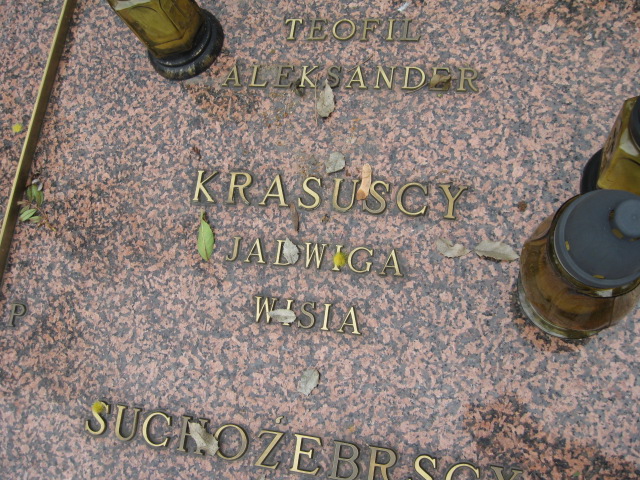 TEOFIL
ALEKSANDER
KRASUSCY
JADWIGA
WISIA
P
SUCHOŻEBRSCY